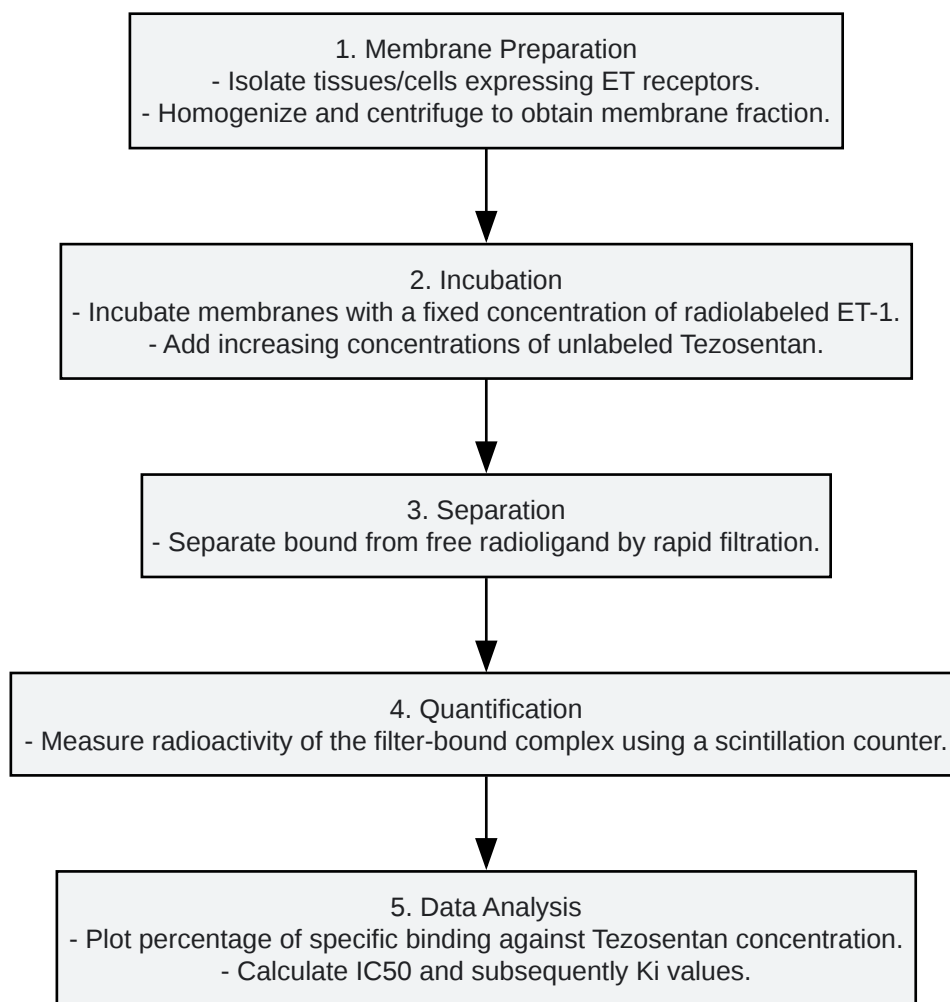 1. Membrane Preparation
- Isolate tissues/cells expressing ET receptors.
- Homogenize and centrifuge to obtain membrane fraction.
2. Incubation
- Incubate membranes with a fixed concentration of radiolabeled ET-1.
- Add increasing concentrations of unlabeled Tezosentan.
3. Separation
- Separate bound from free radioligand by rapid filtration.
4. Quantification
- Measure radioactivity of the filter-bound complex using a scintillation counter.
5. Data Analysis
- Plot percentage of specific binding against Tezosentan concentration.
- Calculate IC50 and subsequently Ki values.